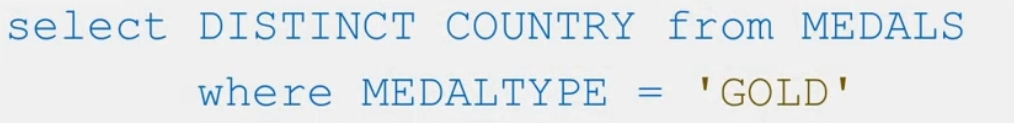 select DISTINCT COUNTRY from MEDALS
where MEDALTYPE = 'GOLD'